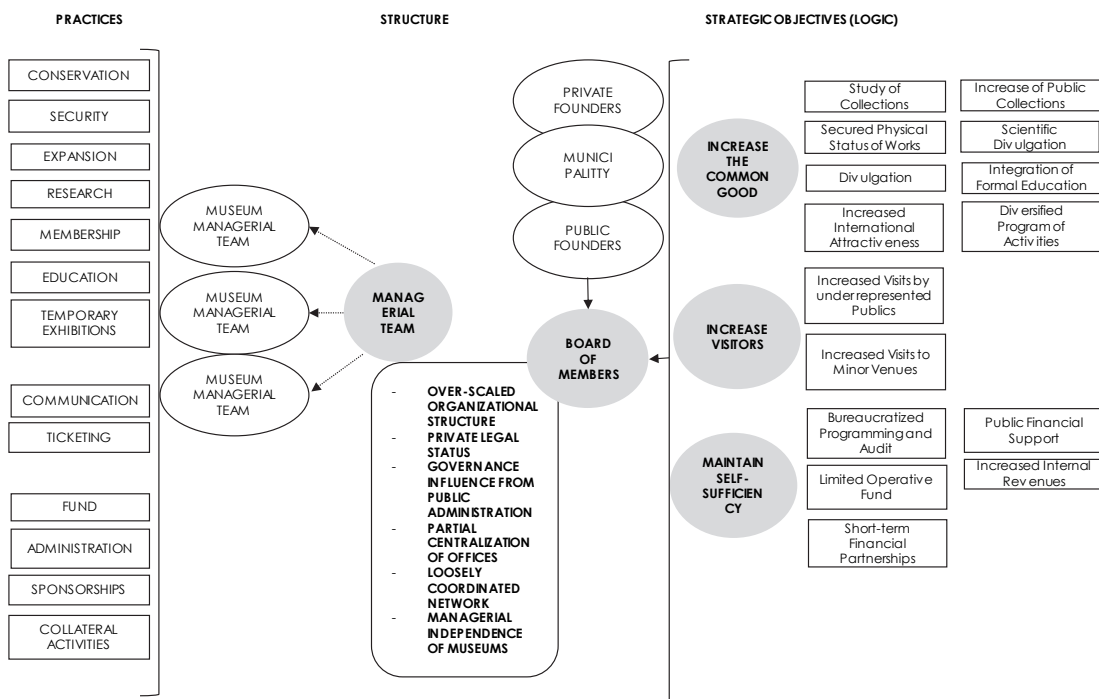 PRACTICES
STRUCTURE
STRATEGIC OBJECTIVES (LOGIC)
CONSERVATION
SECURITY
EXPANSION
RESEARCH
MEMBERSHIP
EDUCATION
TEMPORARY
EXHIBITIONS
COMMUNICATION
TICKETING
FUND
ADMINISTRATION
SPONSORSHIPS
COLLATERAL
ACTIVITIES
MUSEUM
MANAGERIAL
TEAM
MUSEUM
MANAGERIAL
TEAM
MUSEUM
MANAGERIAL
TEAM
MANAG
ERIAL
TEAM
- OVER-SCALED
ORGANIZATIONAL
STRUCTURE
- PRIVATE LEGAL
STATUS
- GOVERNANCE
INFLUENCE FROM
PUBLIC
ADMINISTRATION
- PARTIAL
CENTRALIZATION
OF OFFICES
- LOOSELY
COORDINATED
NETWORK
- MANAGERIAL
INDEPENDENCE
OF MUSEUMS
PRIVATE
FOUNDERS
MUNICI
PALITTY
PUBLIC
FOUNDERS
BOARD
OF
MEMBERS
INCREASE
THE
COMMON
GOOD
Study of
Collections
Increase of Public
Collections
Secured Physical
Status of Works
Scientific
Divulgation
Divulgation
Integration of
Formal Education
Increased
International
Attractiveness
Diversified
Program of
Activities
INCREASE
VISITORS
Increased Visits by
underrepresented
Publics
Increased Visits to
Minor Venues
MAINTAIN
SELF-
SUFFICIEN
CY
Bureaucratized
Programming and
Audit
Public Financial
Support
Limited Operative
Fund
Increased Internal
Revenues
Short-term
Financial
Partnerships